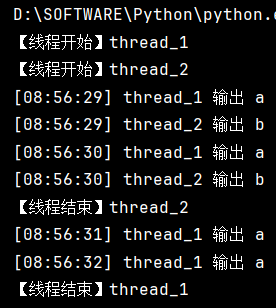 D:\SOFTWARE\Python\python.
【线程开始】thread_1
【线程开始】thread_2
[08:56:29] thread_1 输出 a
[08:56:29] thread_2 输出 b
[08:56:30] thread_1 输出 a
[08:56:30] thread_2 输出 b
【线程结束】thread_2
[08:56:31] thread_1 输出 a
[08:56:32] thread_1 输出 a
【线程结束】thread_1